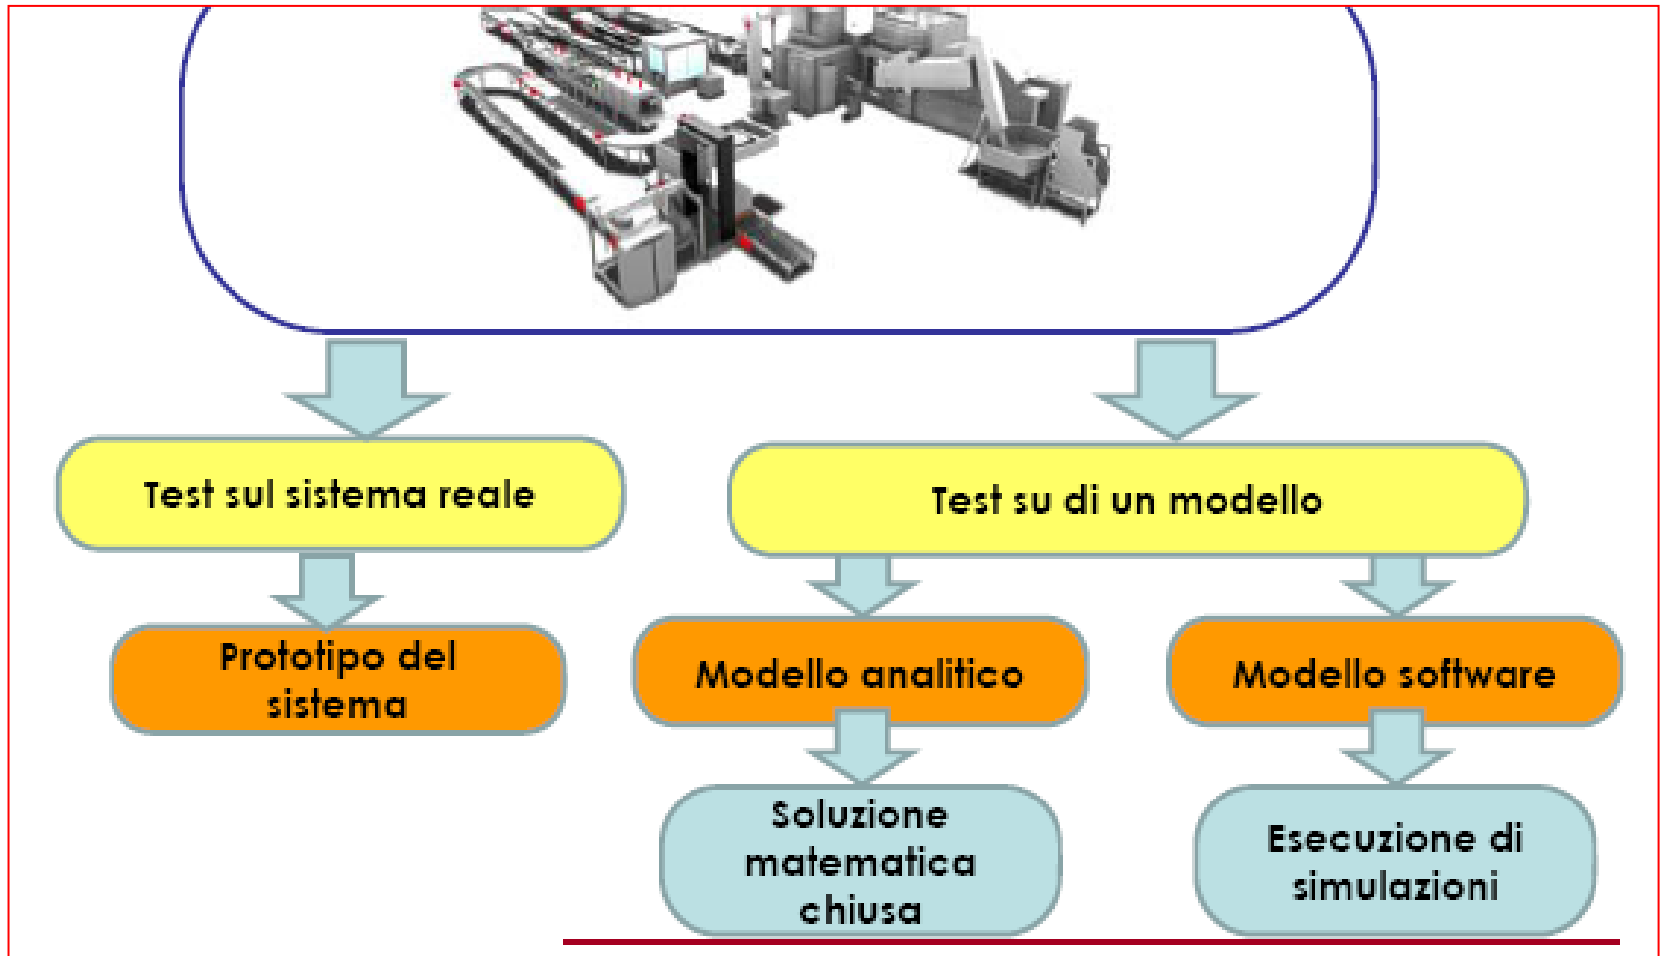 Test sul sistema reale
Test su di un modello
Prototipo del
sistema
Modello analitico
Modello software
Soluzione
matematica
chiusa
Esecuzione di
simulazioni